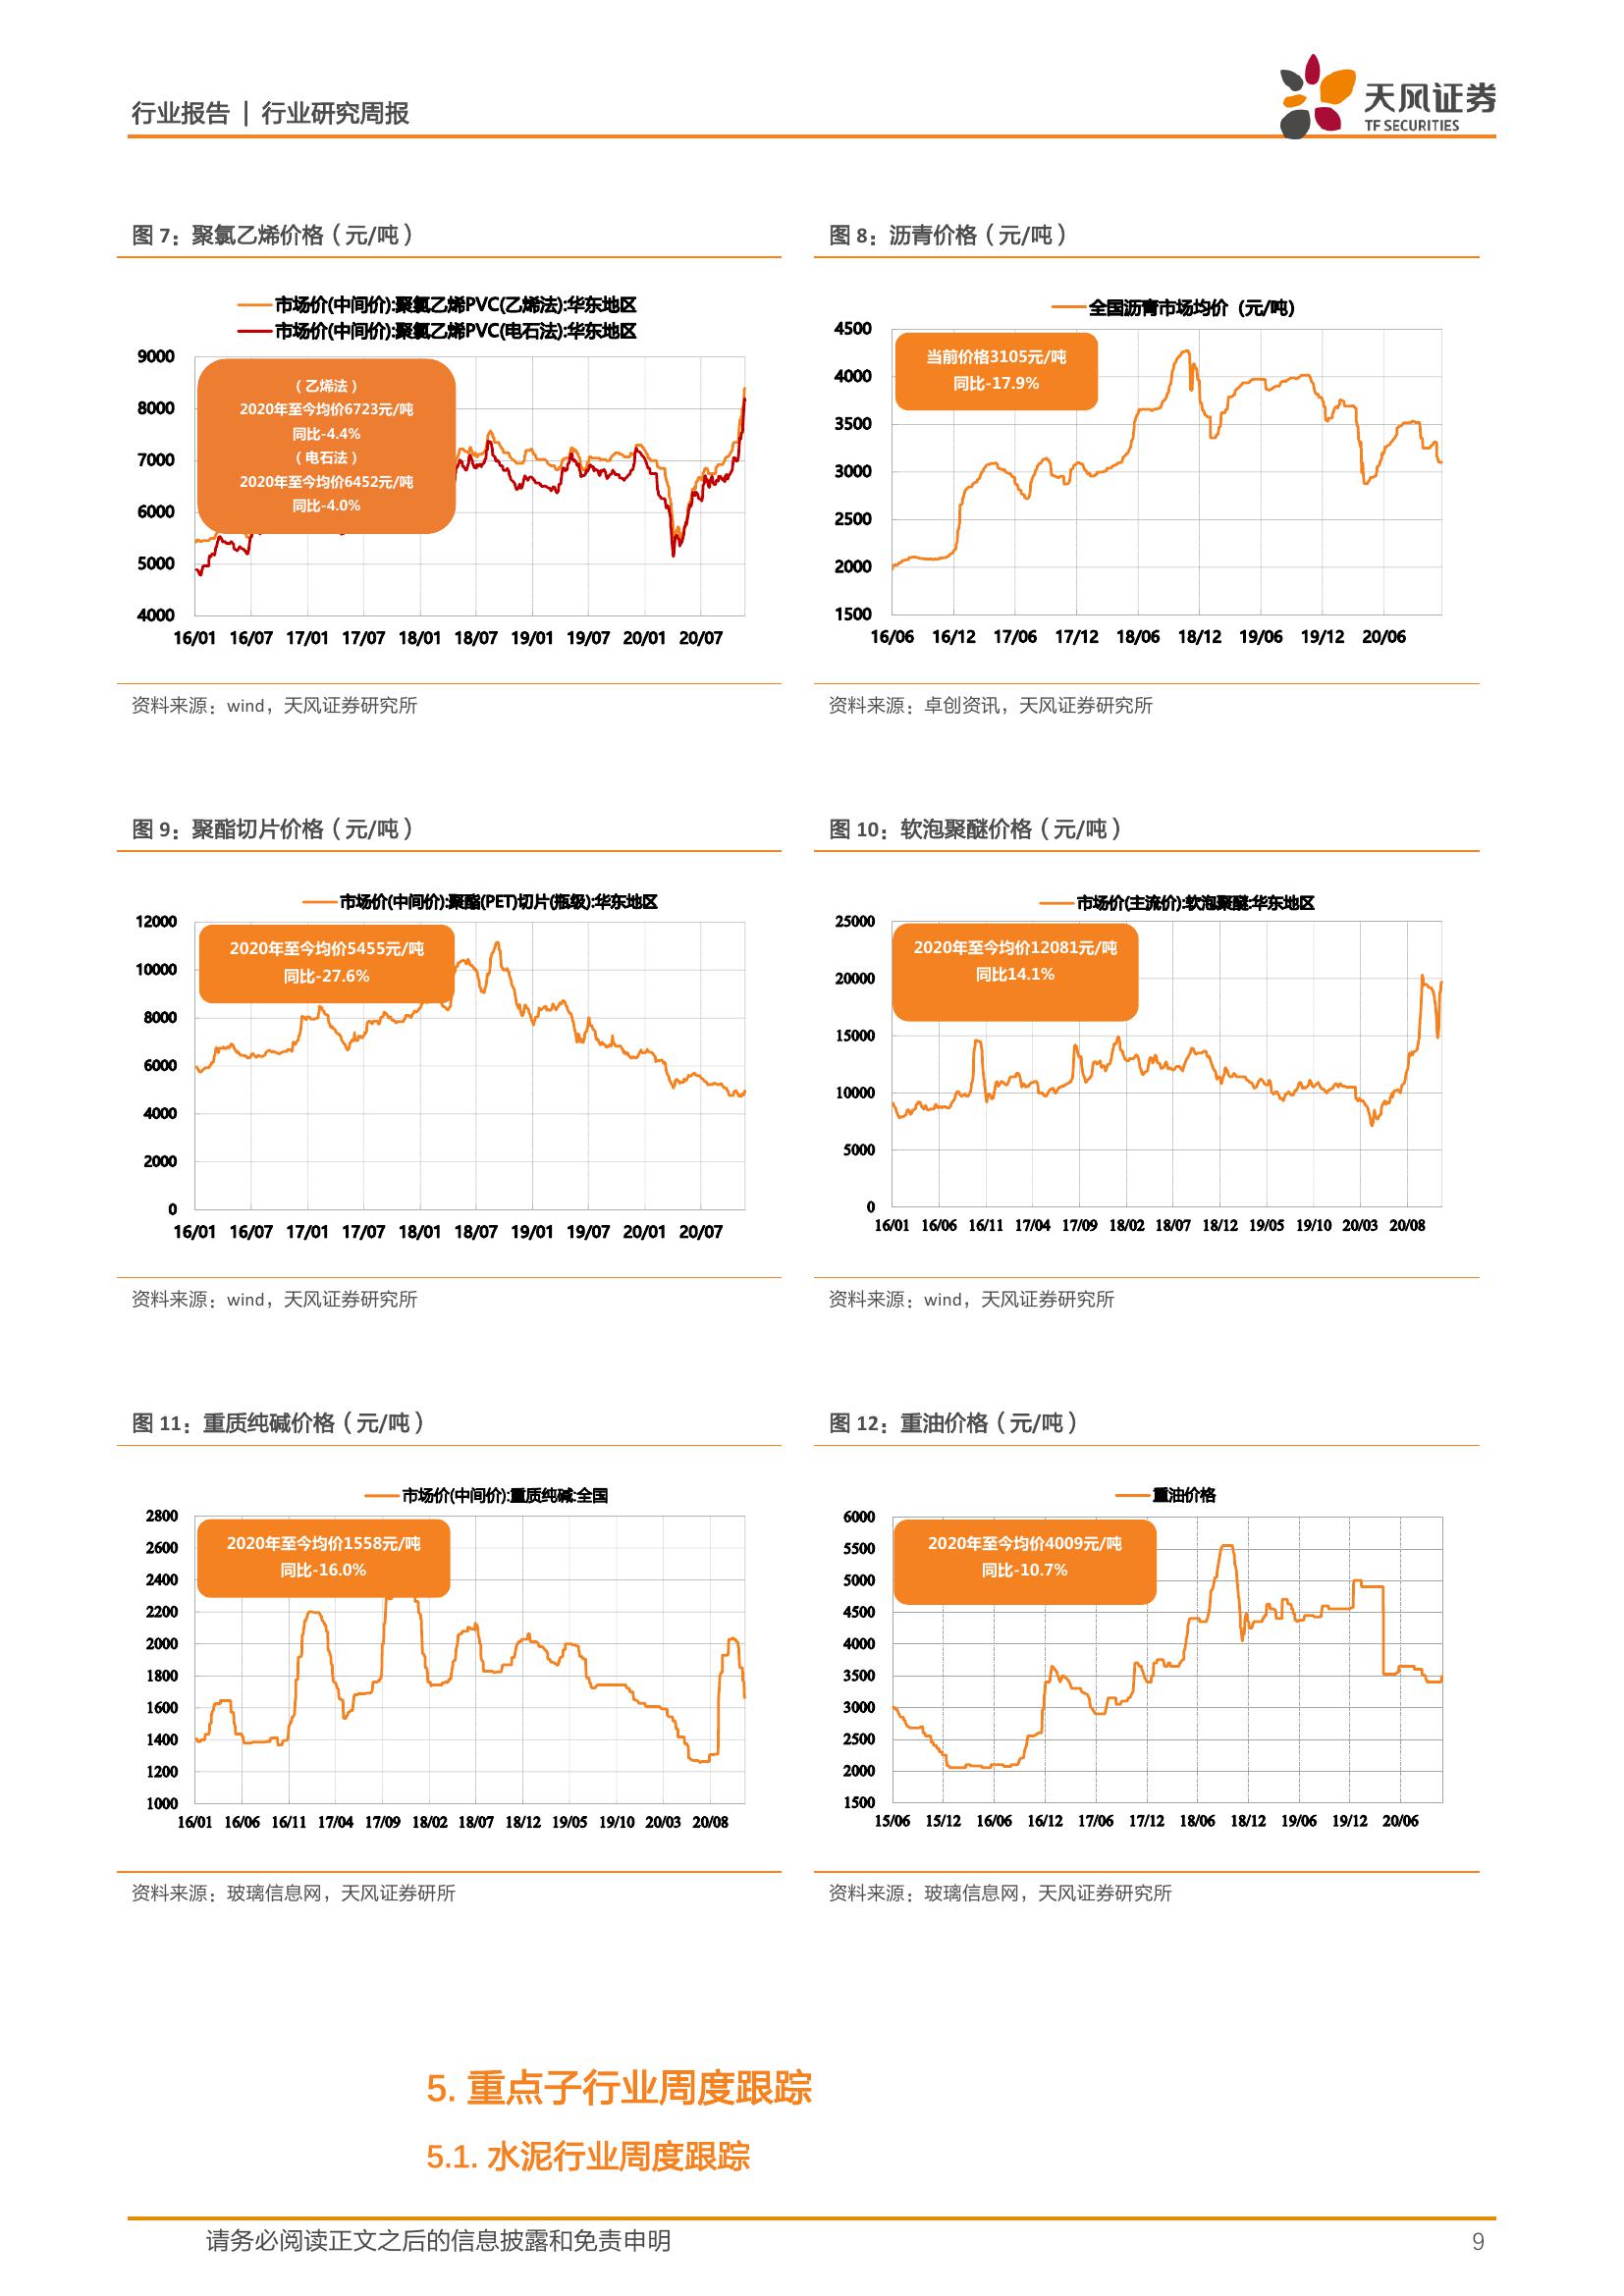 行业报告 | 行业研究周报
天风证券
TF SECURITIES
图 7：聚氯乙烯价格（元/吨）
市场价(中间价):聚氯乙烯PVC(乙烯法):华东地区
市场价(中间价):聚氯乙烯PVC(电石法):华东地区
9000
8000
7000
6000
5000
4000
（乙烯法）
2020年至今均价6723元/吨
同比-4.4%
（电石法）
2020年至今均价6452元/吨
同比-4.0%
16/01 16/07 17/01 17/07 18/01 18/07 19/01 19/07 20/01 20/07
资料来源：wind，天风证券研究所
图 8：沥青价格（元/吨）
全国沥青市场均价（元/吨）
4500
4000
3500
3000
2500
2000
1500
当前价格3105元/吨
同比-17.9%
16/06 16/12 17/06 17/12 18/06 18/12 19/06 19/12 20/06
资料来源：卓创资讯，天风证券研究所
图 9：聚酯切片价格（元/吨）
市场价(中间价):聚酯(PET)切片(瓶级):华东地区
12000
10000
8000
6000
4000
2000
0
2020年至今均价5455元/吨
同比-27.6%
16/01 16/07 17/01 17/07 18/01 18/07 19/01 19/07 20/01 20/07
资料来源：wind，天风证券研究所
图 10：软泡聚醚价格（元/吨）
市场价(主流价):软泡聚醚:华东地区
25000
20000
15000
10000
5000
0
2020年至今均价12081元/吨
同比14.1%
16/01 16/06 16/11 17/04 17/09 18/02 18/07 18/12 19/05 19/10 20/03 20/08
资料来源：wind，天风证券研究所
图 11：重质纯碱价格（元/吨）
市场价(中间价):重质纯碱:全国
2800
2600
2400
2200
2000
1800
1600
1400
1200
1000
2020年至今均价1558元/吨
同比-16.0%
16/01 16/06 16/11 17/04 17/09 18/02 18/07 18/12 19/05 19/10 20/03 20/08
资料来源：玻璃信息网，天风证券研所
图 12：重油价格（元/吨）
重油价格
6000
5500
5000
4500
4000
3500
3000
2500
2000
1500
2020年至今均价4009元/吨
同比-10.7%
15/06 15/12 16/06 16/12 17/06 17/12 18/06 18/12 19/06 19/12 20/06
资料来源：玻璃信息网，天风证券研究所
5. 重点子行业周度跟踪
5.1. 水泥行业周度跟踪
请务必阅读正文之后的信息披露和免责申明
9